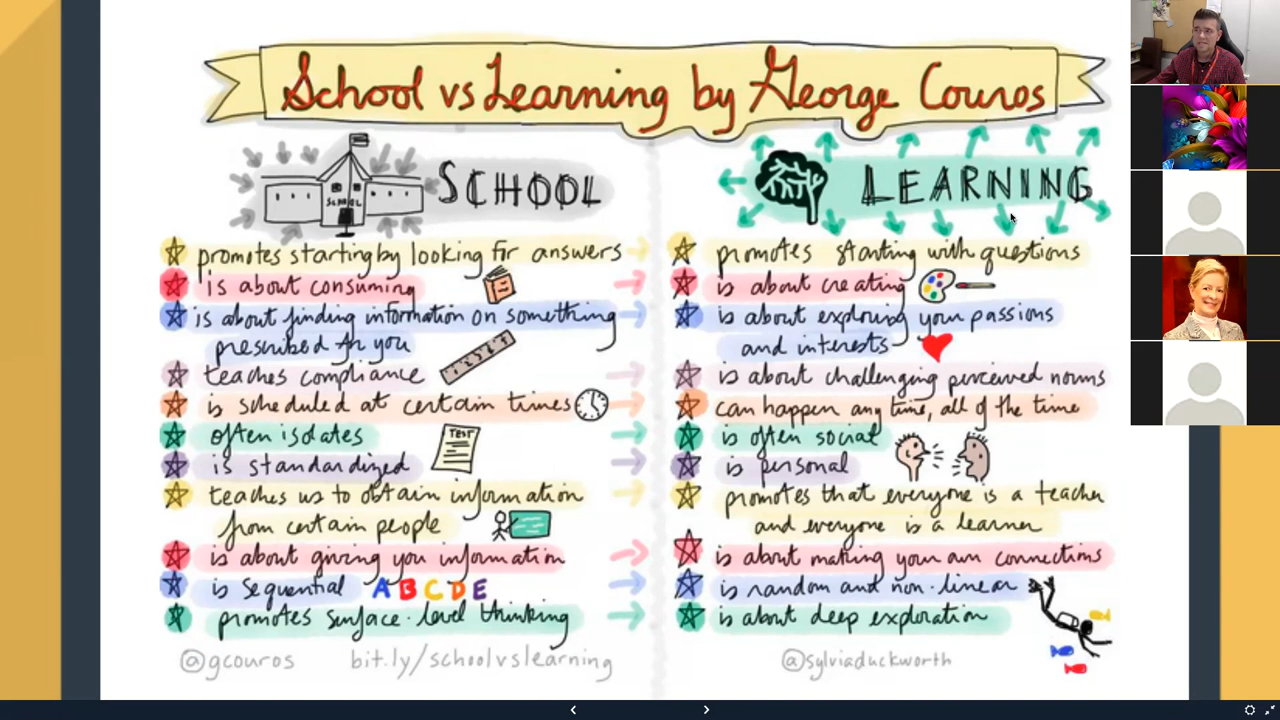 School vs Learning by George Couros
SCHOOL
SCHOOL
promotes starting by looking for answers
is about consuming
is about finding information on something
prescribed for you
teaches compliance
is scheduled at certain times
often isolates
TEST
is standardized
teaches us to obtain information
from certain people
is about giving you information
is sequential A B C D E
promotes surface-level thinking
@gcouros bit.ly/schoolvslearning
LEARNING
promotes starting with questions
is about creating
is about exploring your passions
and interests
is about challenging perceived norms
can happen any time, all of the time
is often social
is personal
promotes that everyone is a teacher
and everyone is a learner
is about making your own connections
is random and non-linear
is about deep exploration
@sylviaduckworth